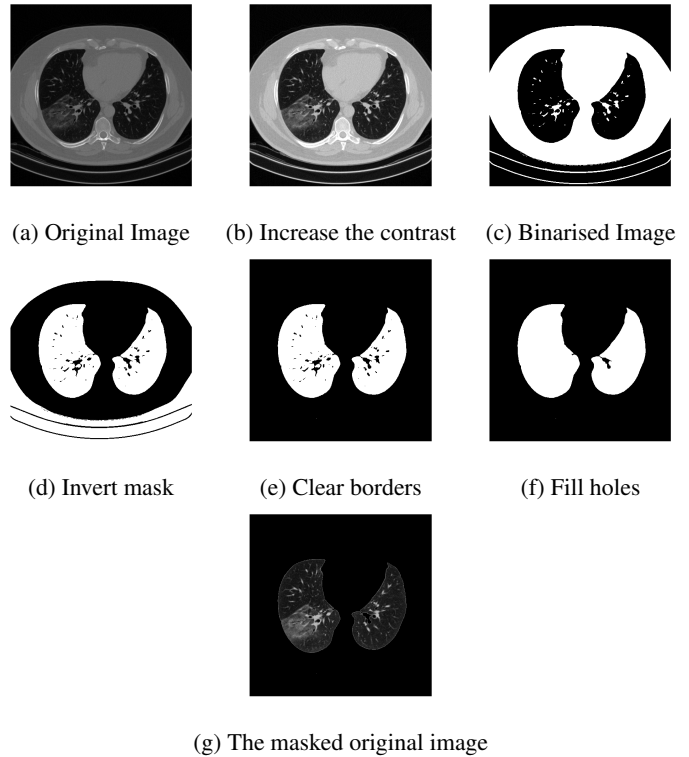 (a) Original Image
(b) Increase the contrast
(c) Binarised Image
(d) Invert mask
(e) Clear borders
(f) Fill holes
(g) The masked original image